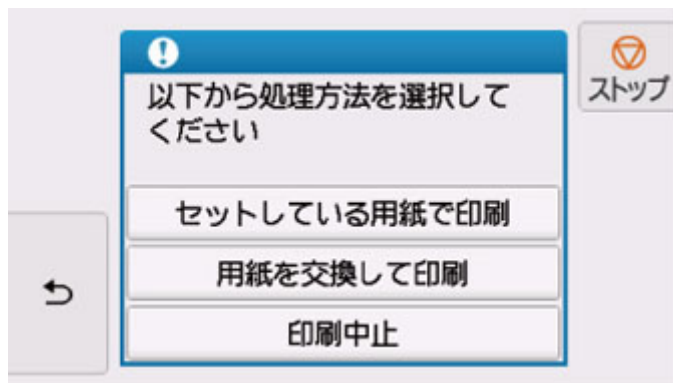 以下から処理方法を選択して
ください
セットしている用紙で印刷
用紙を交換して印刷
印刷中止
ストップ